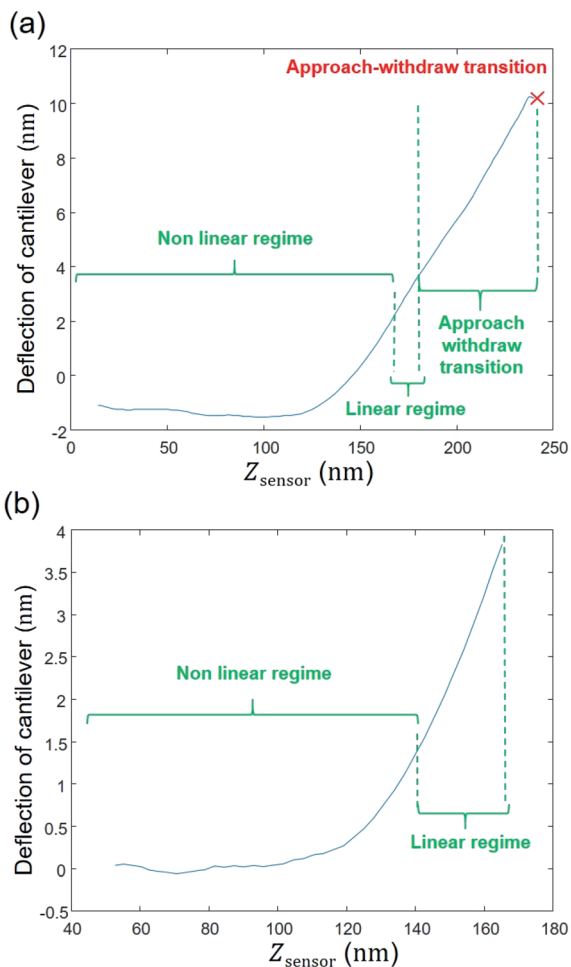 (a)
Approach-withdraw transition
Non linear regime
Approach
withdraw
transition
Linear regime
Deflection of cantilever (nm)
12
10
8
6
4
2
0
-2
0
50
100
150
200
250
Zsensor (nm)
(b)
Non linear regime
Linear regime
Deflection of cantilever (nm)
4
3.5
3
2.5
2
1.5
1
0.5
0
-0.5
40
60
80
100
120
140
160
180
Zsensor (nm)